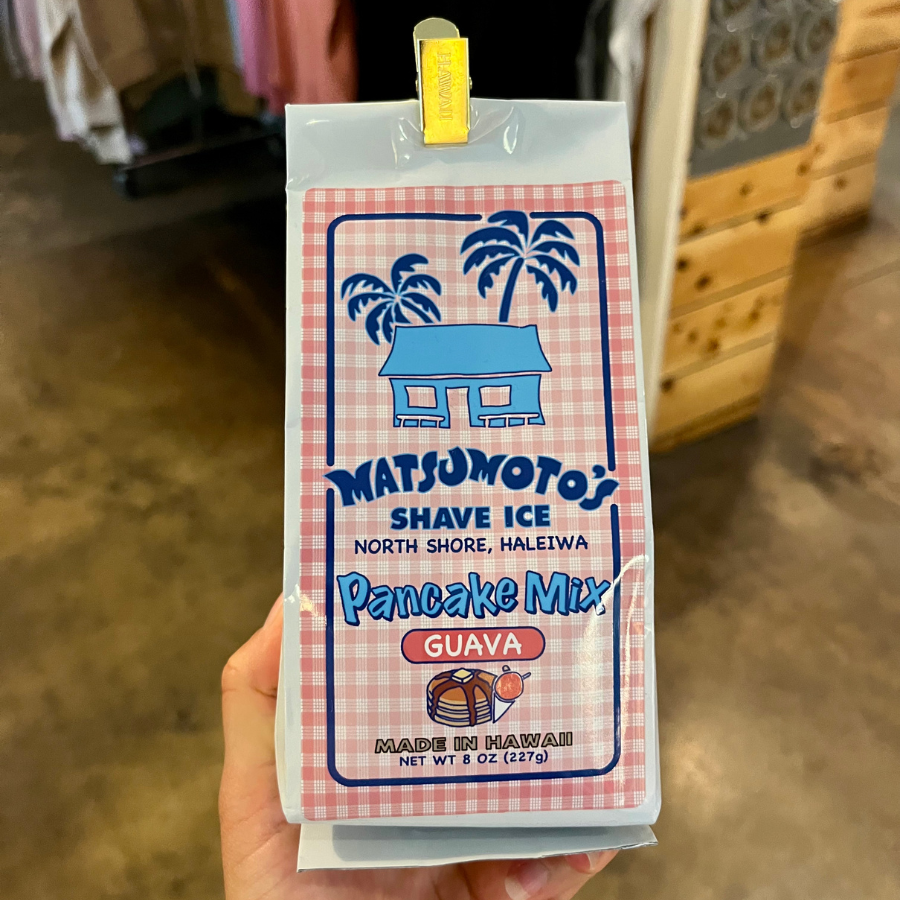 HAWAII
MATSUMOTO'S
SHAVE ICE
NORTH SHORE, HALEIWA
Pancake Mix
GUAVA
MADE IN HAWAII
NET WT 8 OZ (227g)